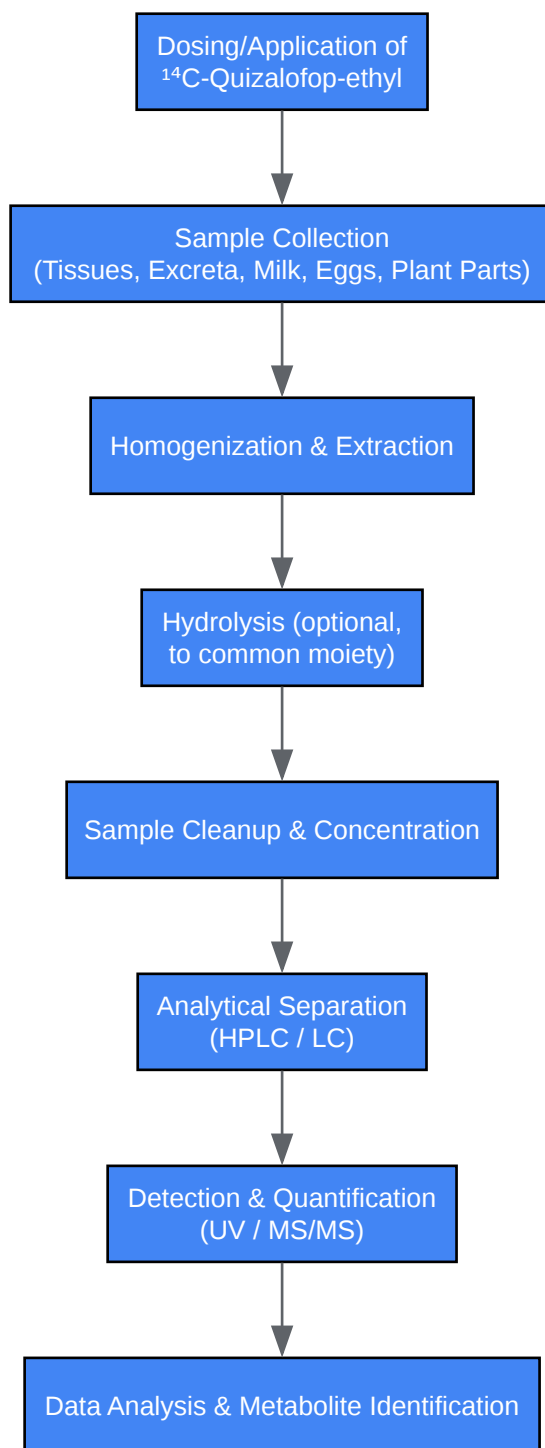 Dosing/Application of
¹⁴C-Quizalofop-ethyl
Sample Collection
(Tissues, Excreta, Milk, Eggs, Plant Parts)
Homogenization & Extraction
Hydrolysis (optional,
to common moiety)
Sample Cleanup & Concentration
Analytical Separation
(HPLC / LC)
Detection & Quantification
(UV / MS/MS)
Data Analysis & Metabolite Identification